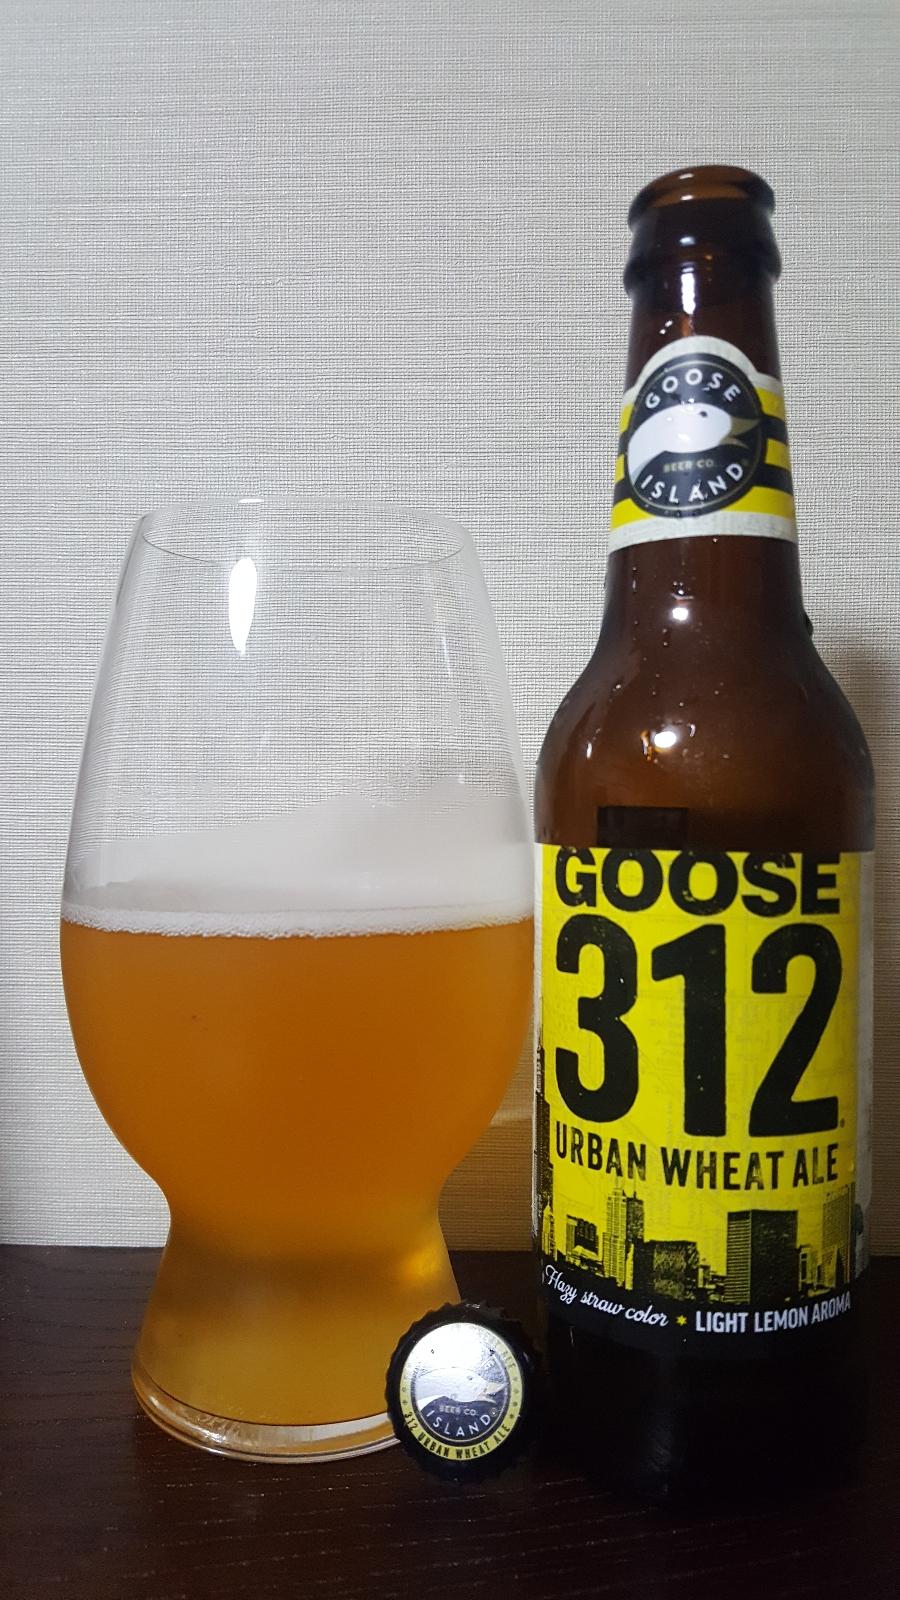 GOOSE
BEER CO.
ISLAND
GOOSE
312
URBAN WHEAT ALE
Hazy straw color * LIGHT LEMON AROMA
BEER CO.
ISLAND
312 URBAN WHEAT ALE